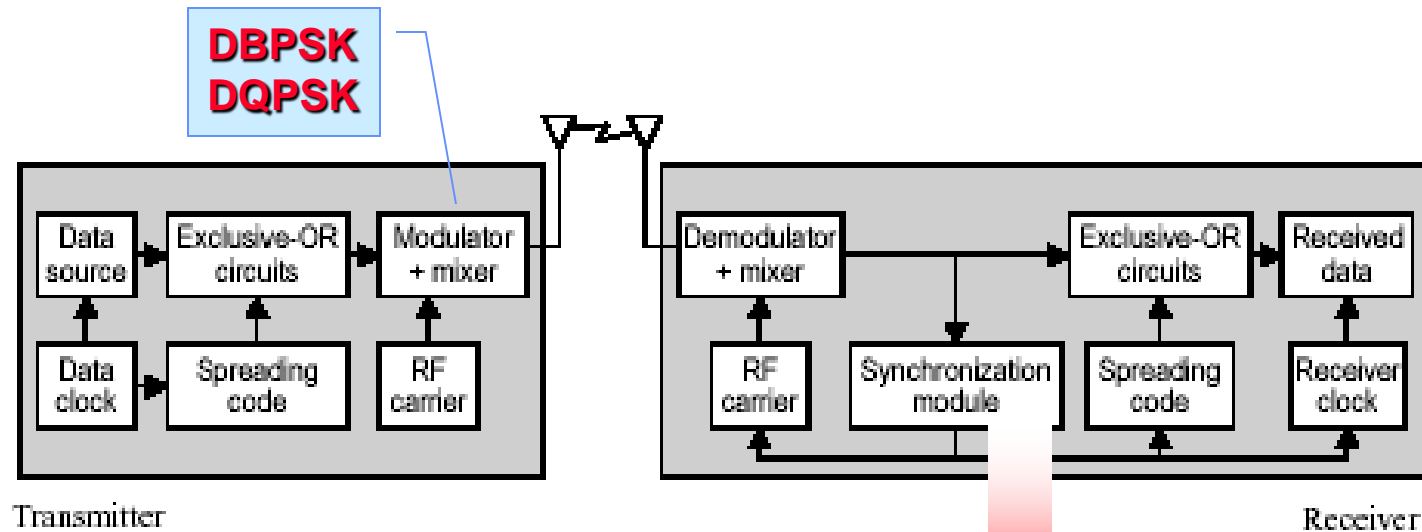 DBPSK
DQPSK
Data
source
Exclusive-OR
circuits
Modulator
+ mixer
Data
clock
Spreading
code
RF
carrier
Transmitter
Demodulator
+ mixer
Exclusive-OR
circuits
Received
data
RF
carrier
Synchronization
module
Spreading
code
Receiver
clock
Receiver